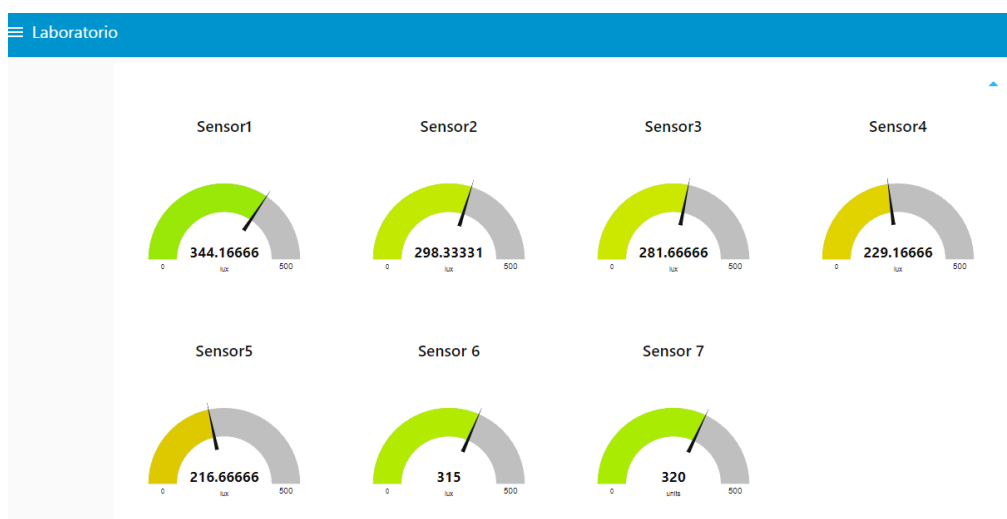 Laboratorio
Sensor1
344.16666
0
lux
500
Sensor2
298.33331
0
lux
500
Sensor3
281.66666
0
lux
500
Sensor4
229.16666
0
lux
500
Sensor5
216.66666
0
lux
500
Sensor 6
315
0
lux
500
Sensor 7
320
0
units
500